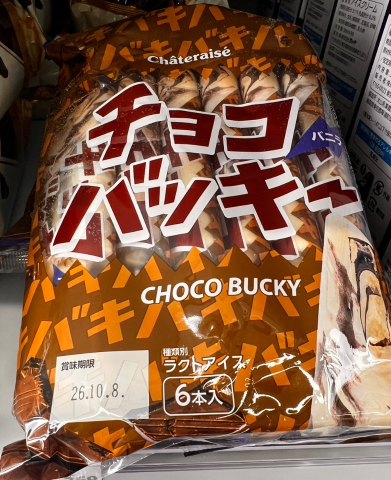 Châteraisé
チョコ
バッキー
バニラ
CHOCO BUCKY
種類別
ラクトアイス
6本入
賞味期限
26.10.8.